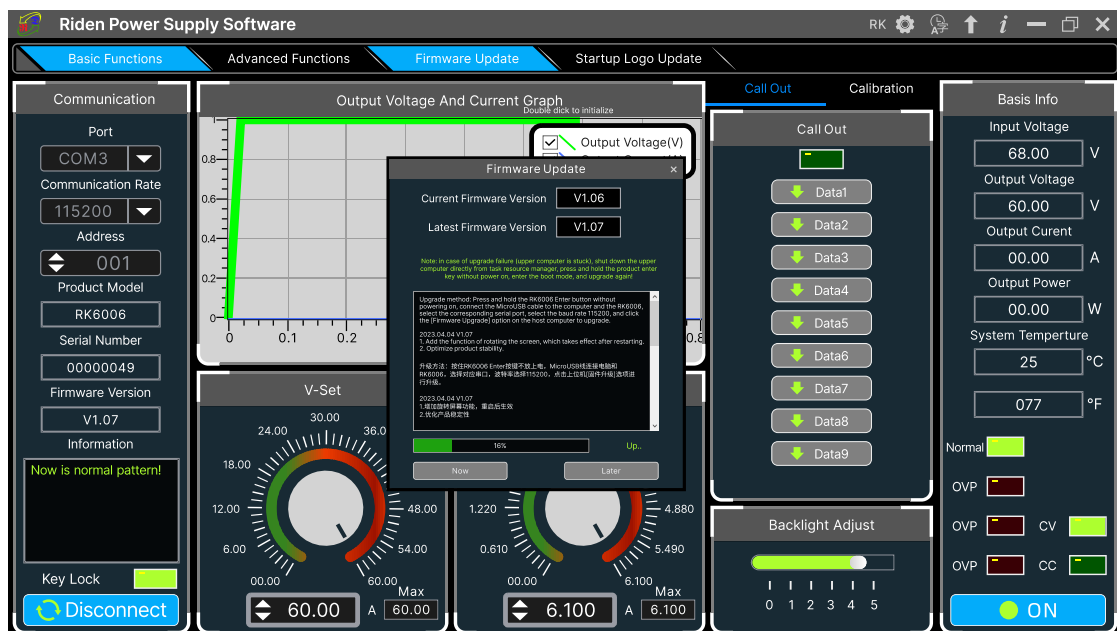 Riden Power Supply Software
RK
Basic Functions
Advanced Functions
Firmware Update
Startup Logo Update
Communication
Port
COM3
Communication Rate
115200
Address
001
Product Model
RK6006
Serial Number
00000049
Firmware Version
V1.07
Information
Now is normal pattern!
Key Lock
Disconnect
Output Voltage And Current Graph
Double dick to initialize
Output Voltage(V)
1
0.8
0.6
0.4
0.2
0
0 0.1 0.2 0.8
Firmware Update
Current Firmware Version V1.06
Latest Firmware Version V1.07
Note: in case of upgrade failure (upper computer is stuck), shut down the upper
computer directly from task resource manager, press and hold the product enter
key without power on, enter the boot mode, and upgrade again!
Upgrade method: Press and hold the RK6006 Enter button without
powering on, connect the MicroUSB cable to the computer and the RK6006,
select the corresponding serial port, select the baud rate 115200, and click
the [Firmware Upgrade] option on the host computer to upgrade.
2023.04.04 V1.07
1. Add the function of rotating the screen, which takes effect after restarting.
2. Optimize product stability.
升级方法：按住RK6006 Enter按键不放上电，MicroUSB线连接电脑和
RK6006，选择对应串口，波特率选择115200，点击上位机[固件升级]选项进
行升级。
2023.04.04 V1.07
1.增加旋转屏幕功能，重启后生效
2.优化产品稳定性
16%
Up..
Now
Later
V-Set
00.00
6.00
12.00
18.00
24.00
30.00
36.0
48.00
54.00
60.00
Max
60.00 A 60.00
00.00
0.610
1.220
4.880
5.490
6.100
Max
6.100 A 6.100
Call Out
Calibration
Call Out
Data1
Data2
Data3
Data4
Data5
Data6
Data7
Data8
Data9
Backlight Adjust
0 1 2 3 4 5
Basis Info
Input Voltage
68.00 V
Output Voltage
60.00 V
Output Curent
00.00 A
Output Power
00.00 W
System Temperture
25 °C
077 °F
Normal
OVP
OVP CV
OVP CC
ON